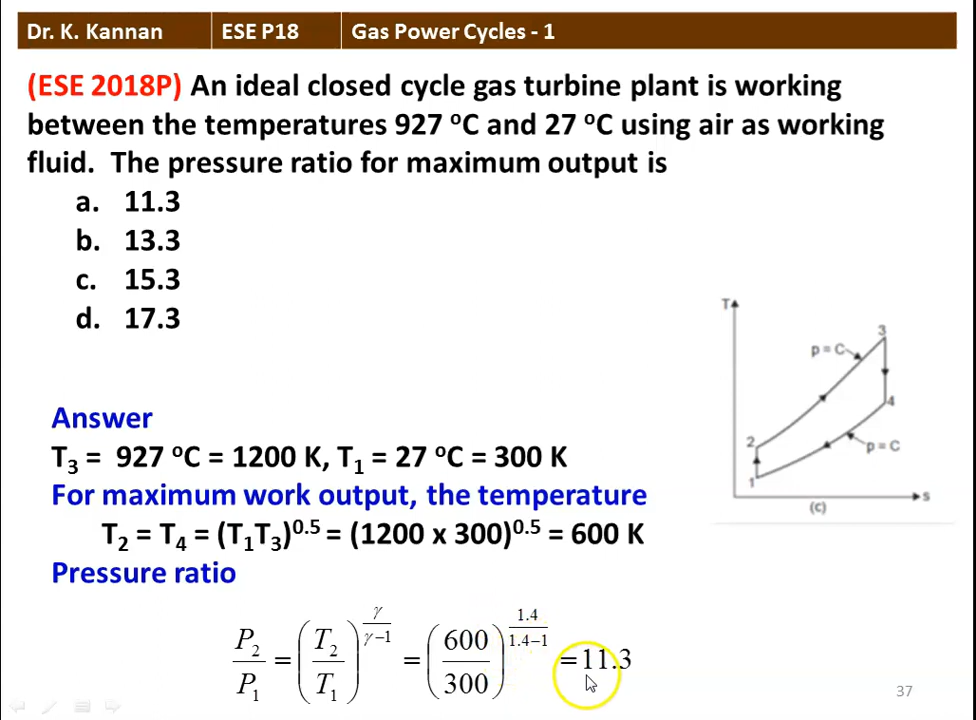 Dr. K. Kannan ESE P18 Gas Power Cycles - 1
(ESE 2018P) An ideal closed cycle gas turbine plant is working
between the temperatures 927 ºC and 27 ºC using air as working
fluid. The pressure ratio for maximum output is
a. 11.3
b. 13.3
c. 15.3
d. 17.3
T
3
p = C
4
2
p = C
1
s
(c)
Answer
T₃ = 927 ºC = 1200 K, T₁ = 27 ºC = 300 K
For maximum work output, the temperature
T₂ = T₄ = (T₁T₃)⁰·⁵ = (1200 x 300)⁰·⁵ = 600 K
Pressure ratio
P₂/P₁ = (T₂/T₁)^(γ/(γ−1)) = (600/300)^(1.4/(1.4−1)) = 11.3
37